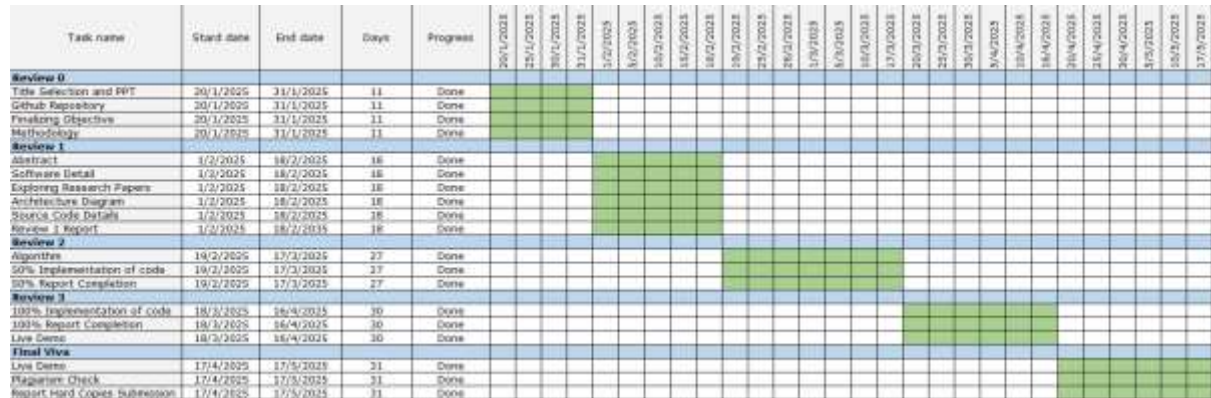 Task name Stard date End date Days Progress 20/1/2025 25/1/2025 30/1/2025 31/1/2025 1/2/2025 5/2/2025 10/2/2025 15/2/2025 18/2/2025 19/2/2025 25/2/2025 28/2/2025 1/3/2025 5/3/2025 10/3/2025 17/3/2025 20/3/2025 25/3/2025 30/3/2025 5/4/2025 10/4/2025 16/4/2025 20/4/2025 25/4/2025 30/4/2025 5/5/2025 10/5/2025 17/5/2025
Review 0
Title Selection and PPT 20/1/2025 31/1/2025 11 Done
Github Repository 20/1/2025 31/1/2025 11 Done
Finalizing Objective 20/1/2025 31/1/2025 11 Done
Methodology 20/1/2025 31/1/2025 11 Done
Review 1
Abstract 1/2/2025 18/2/2025 18 Done
Software Detail 1/2/2025 18/2/2025 18 Done
Exploring Research Papers 1/2/2025 18/2/2025 18 Done
Architecture Diagram 1/2/2025 18/2/2025 18 Done
Source Code Details 1/2/2025 18/2/2025 18 Done
Review 1 Report 1/2/2025 18/2/2035 18 Done
Review 2
Algorithm 19/2/2025 17/3/2025 27 Done
50% Implementation of code 19/2/2025 17/3/2025 27 Done
50% Report Completion 19/2/2025 17/3/2025 27 Done
Review 3
100% Implementation of code 18/3/2025 16/4/2025 30 Done
100% Report Completion 18/3/2025 16/4/2025 30 Done
Live Demo 18/3/2025 16/4/2025 30 Done
Final Viva
Live Demo 17/4/2025 17/5/2025 31 Done
Plagiarism Check 17/4/2025 17/5/2025 31 Done
Report Hard Copies Submission 17/4/2025 17/5/2025 31 Done